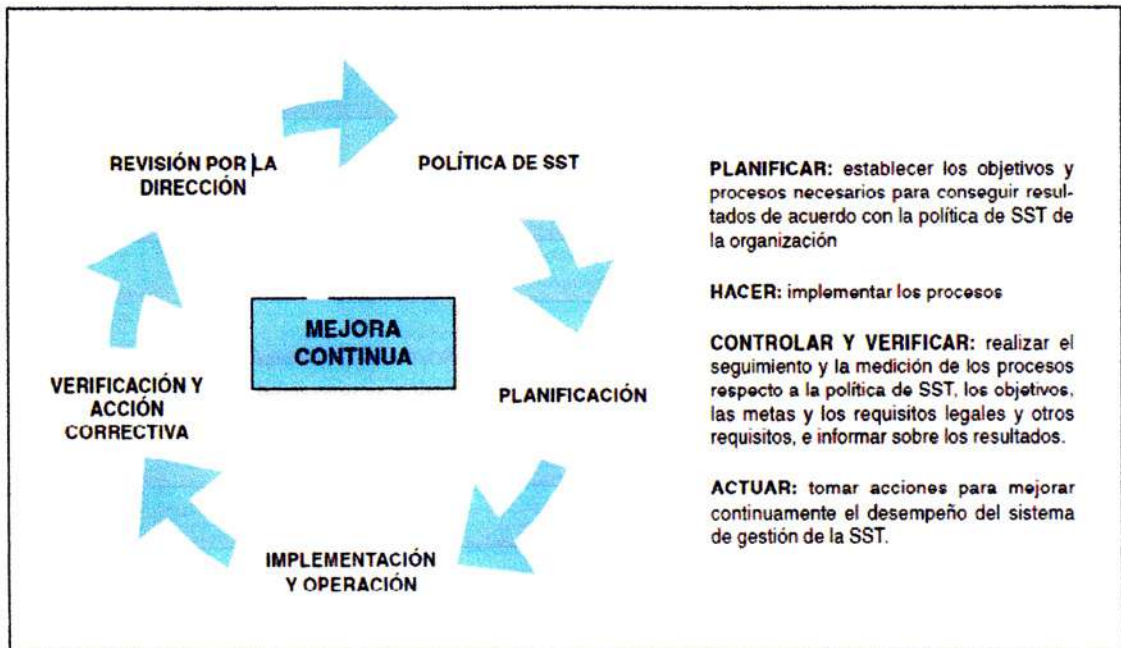 REVISIÓN POR LA
DIRECCIÓN
POLÍTICA DE SST
MEJORA
CONTINUA
PLANIFICACIÓN
IMPLEMENTACIÓN
Y OPERACIÓN
VERIFICACIÓN Y
ACCIÓN
CORRECTIVA
PLANIFICAR: establecer los objetivos y
procesos necesarios para conseguir resul-
tados de acuerdo con la política de SST de
la organización
HACER: implementar los procesos
CONTROLAR Y VERIFICAR: realizar el
seguimiento y la medición de los procesos
respecto a la política de SST, los objetivos,
las metas y los requisitos legales y otros
requisitos, e informar sobre los resultados.
ACTUAR: tomar acciones para mejorar
continuamente el desempeño del sistema
de gestión de la SST.